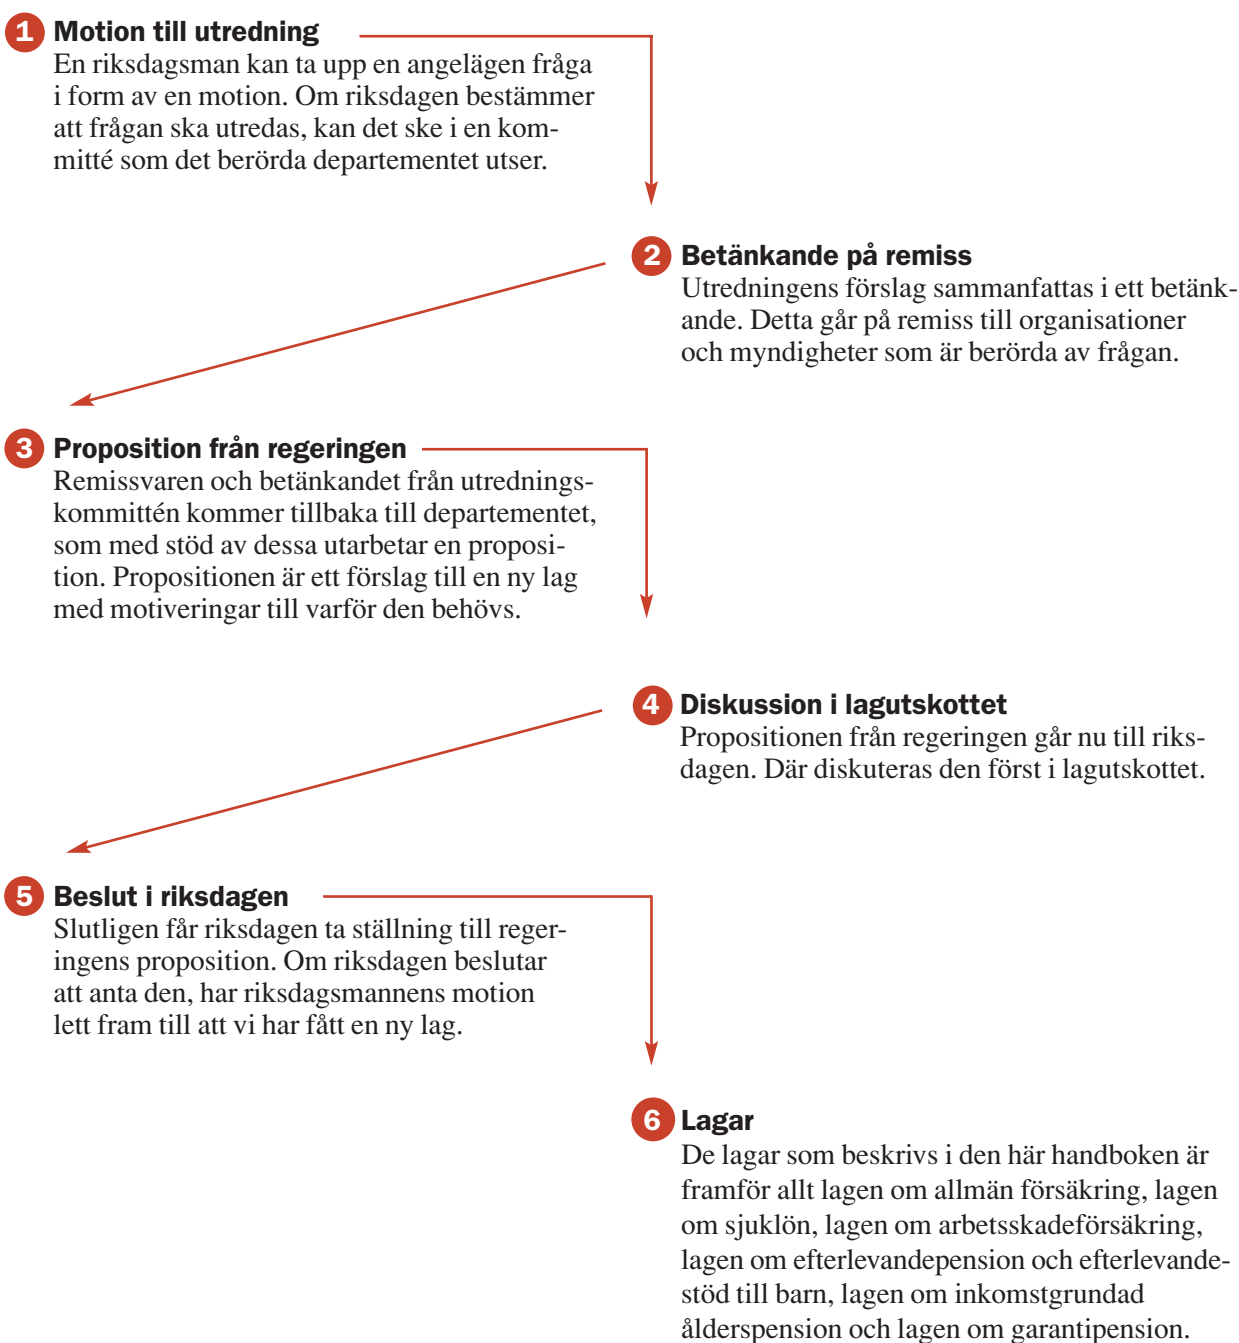 1 Motion till utredning
En riksdagsman kan ta upp en angelägen fråga
i form av en motion. Om riksdagen bestämmer
att frågan ska utredas, kan det ske i en kom-
mitté som det berörda departementet utser.
2 Betänkande på remiss
Utredningens förslag sammanfattas i ett betänk-
ande. Detta går på remiss till organisationer
och myndigheter som är berörda av frågan.
3 Proposition från regeringen
Remissvaren och betänkandet från utrednings-
kommittén kommer tillbaka till departementet,
som med stöd av dessa utarbetar en proposi-
tion. Propositionen är ett förslag till en ny lag
med motiveringar till varför den behövs.
4 Diskussion i lagutskottet
Propositionen från regeringen går nu till riks-
dagen. Där diskuteras den först i lagutskottet.
5 Beslut i riksdagen
Slutligen får riksdagen ta ställning till reger-
ingens proposition. Om riksdagen beslutar
att anta den, har riksdagsmannens motion
lett fram till att vi har fått en ny lag.
6 Lagar
De lagar som beskrivs i den här handboken är
framför allt lagen om allmän försäkring, lagen
om sjuklön, lagen om arbetsskadeförsäkring,
lagen om efterlevandepension och efterlevande-
stöd till barn, lagen om inkomstgrundad
ålderspension och lagen om garantipension.